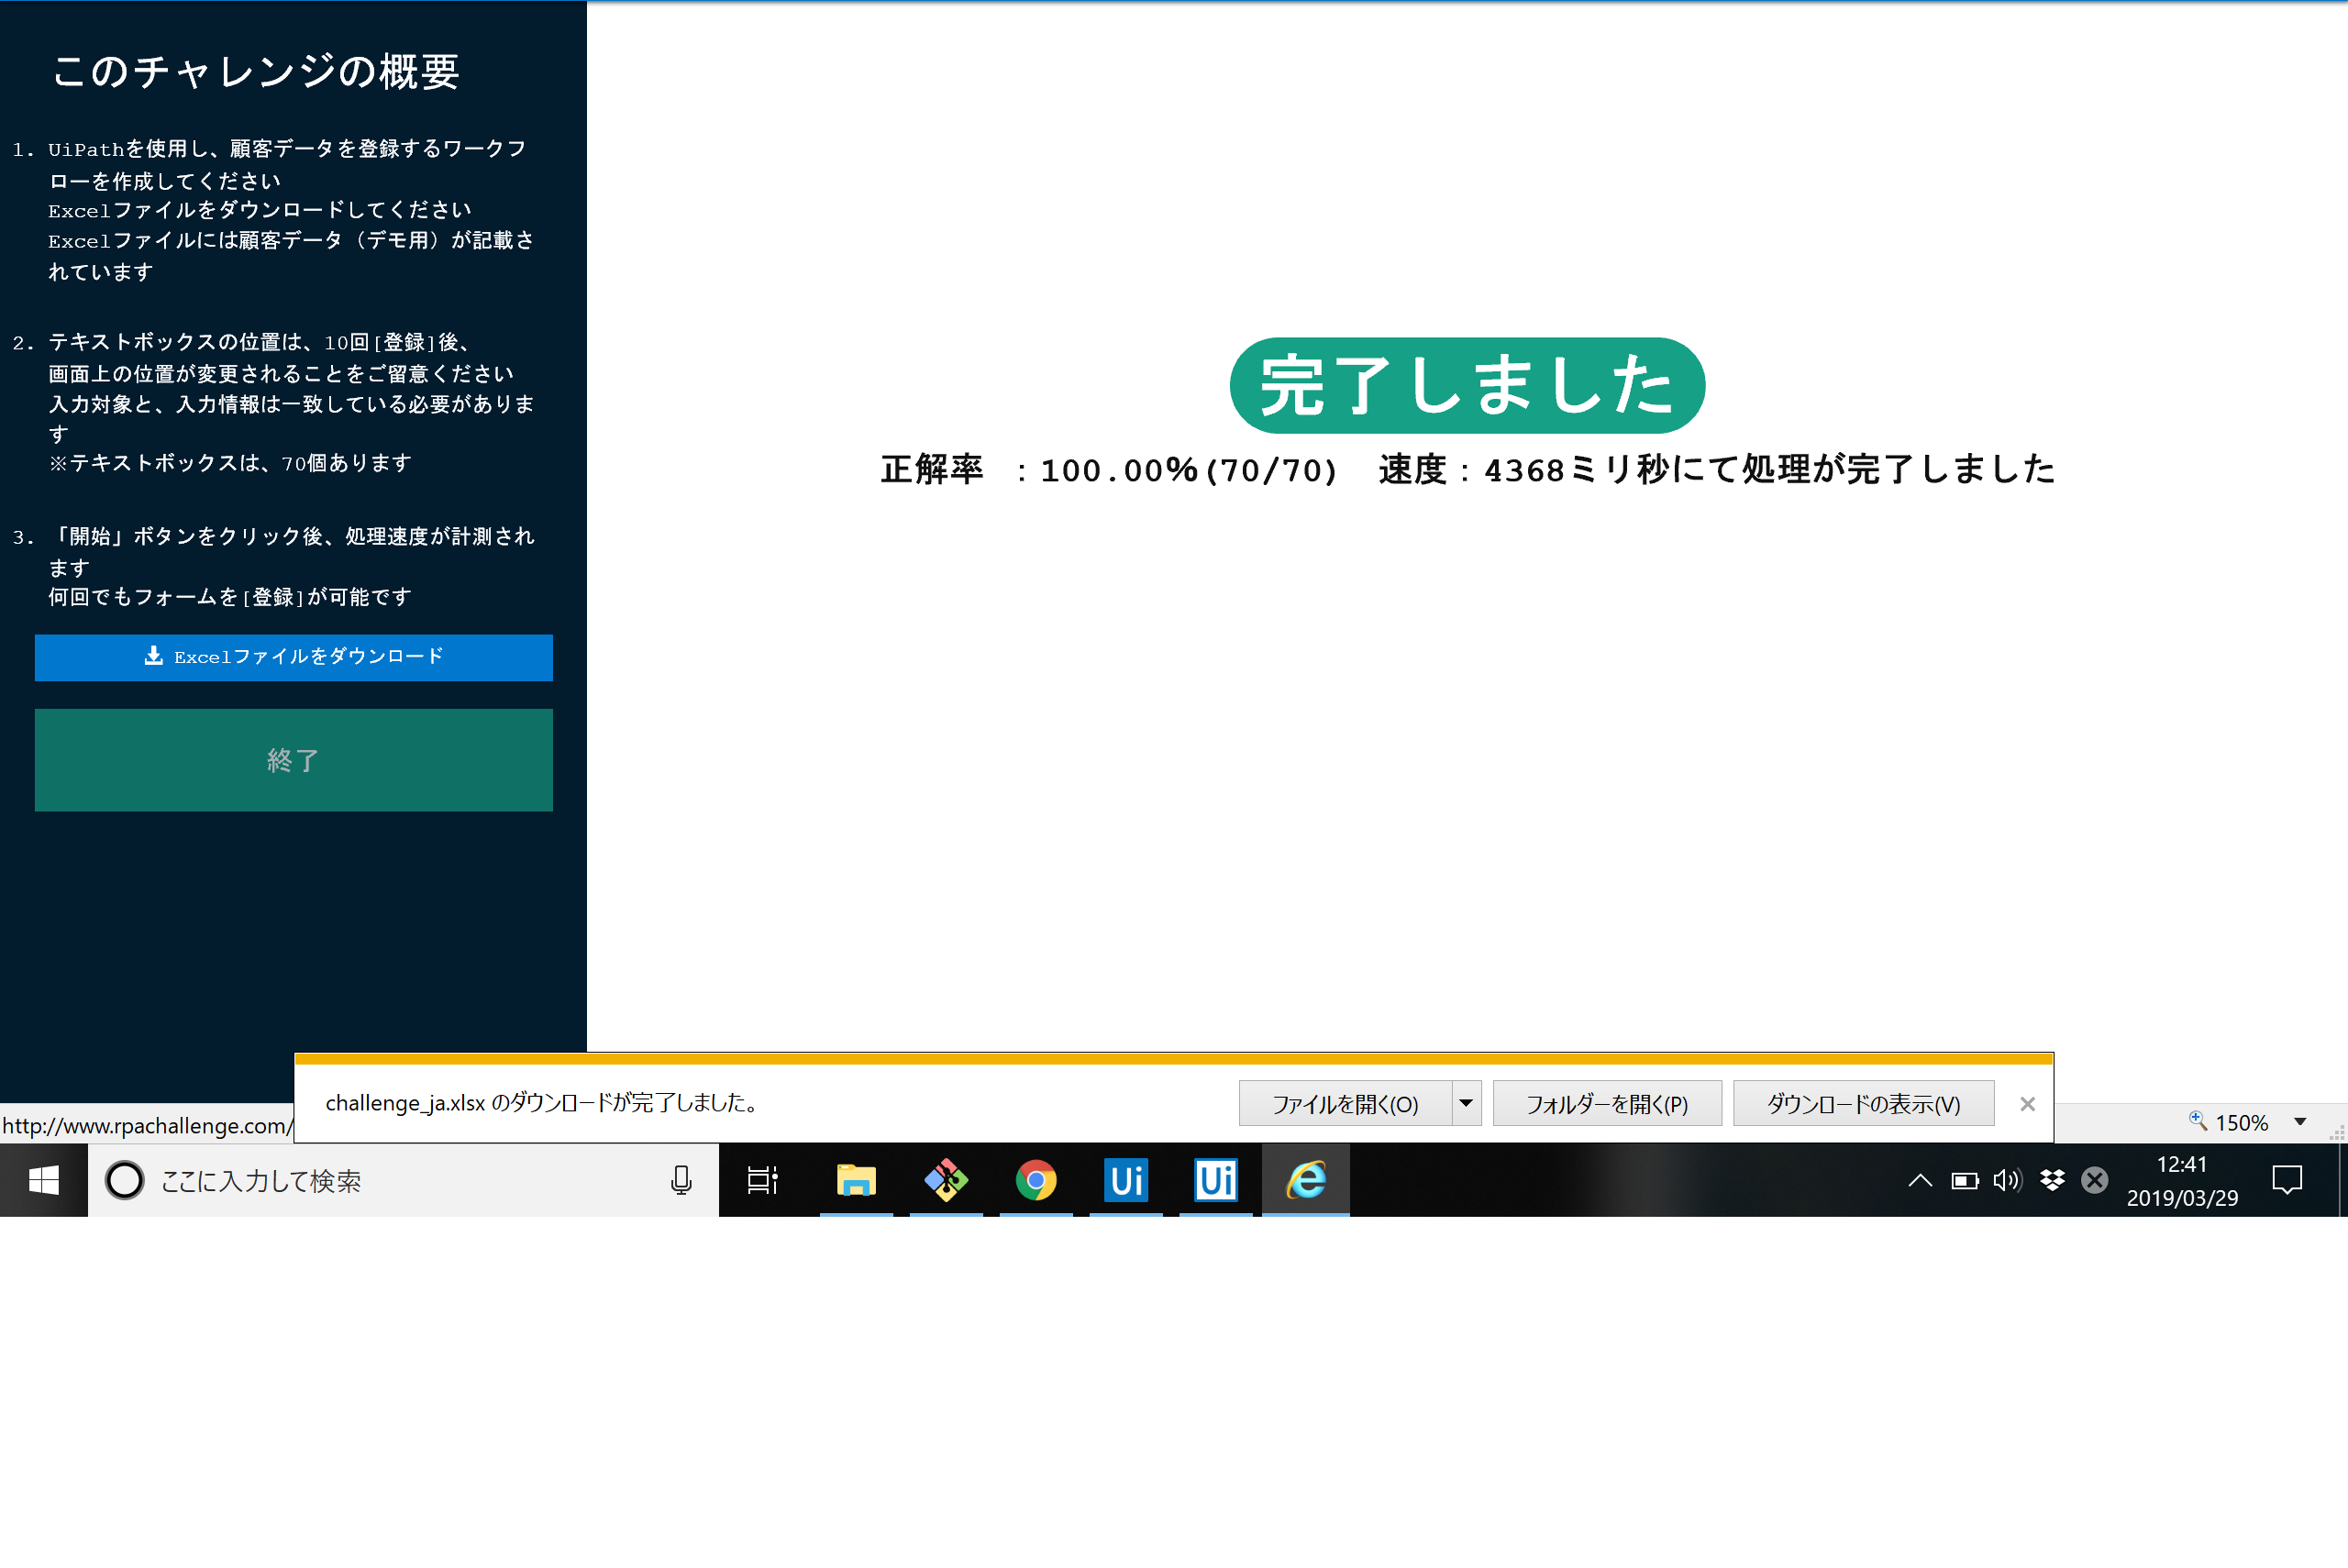 このチャレンジの概要
1. UiPathを使用し、顧客データを登録するワークフ
ローを作成してください
Excelファイルをダウンロードしてください
Excelファイルには顧客データ（デモ用）が記載さ
れています
2. テキストボックスの位置は、10回[登録]後、
画面上の位置が変更されることをご留意ください
入力対象と、入力情報は一致している必要がありま
す
※テキストボックスは、70個あります
3. 「開始」ボタンをクリック後、処理速度が計測され
ます
何回でもフォームを[登録]が可能です
Excelファイルをダウンロード
終了
完了しました
正解率 ：100.00%(70/70) 速度：4368ミリ秒にて処理が完了しました
challenge_ja.xlsx のダウンロードが完了しました。
ファイルを開く(O)
フォルダーを開く(P)
ダウンロードの表示(V)
http://www.rpachallenge.com/
150%
ここに入力して検索
Ui
Ui
12:41
2019/03/29